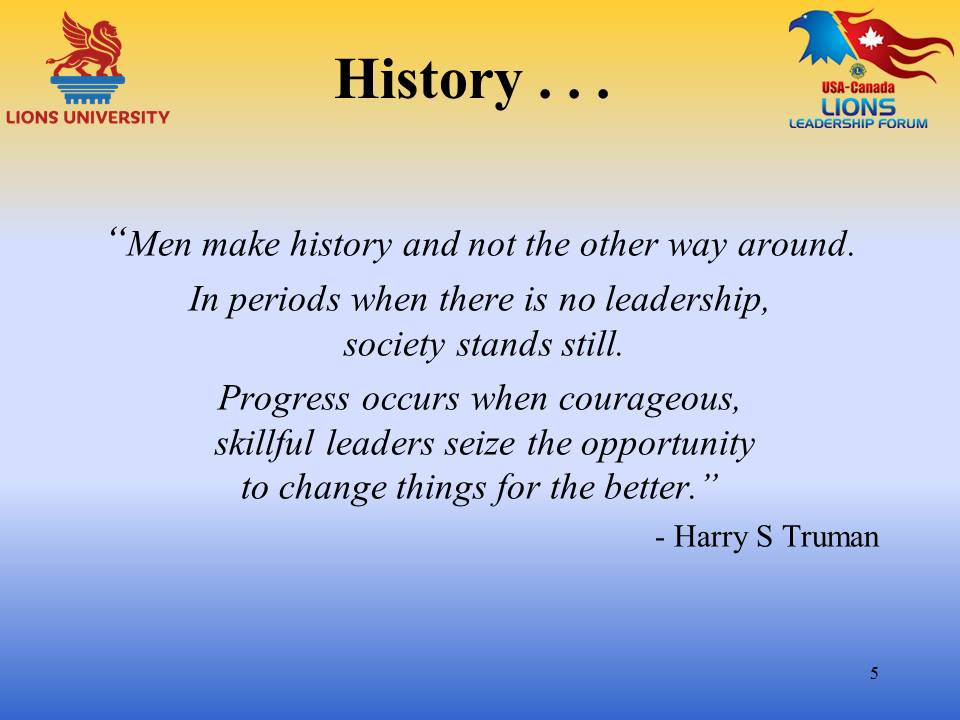 LIONS UNIVERSITY
History . . .
USA-Canada
LIONS
LEADERSHIP FORUM
“Men make history and not the other way around.
In periods when there is no leadership,
society stands still.
Progress occurs when courageous,
skillful leaders seize the opportunity
to change things for the better.”
- Harry S Truman
5